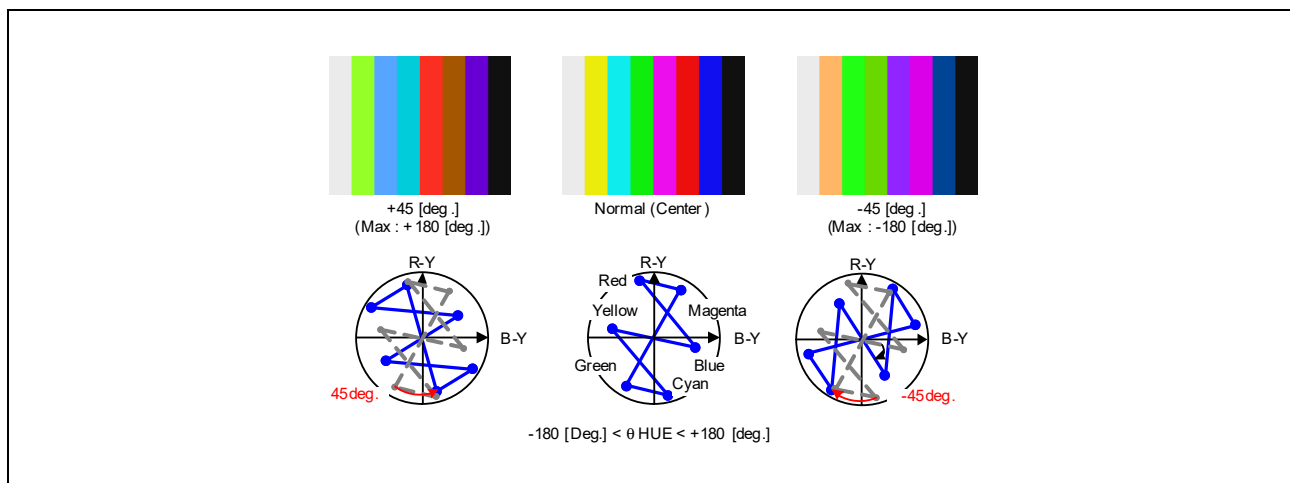 +45 [deg.]
(Max : +180 [deg.])
Normal (Center)
-45 [deg.]
(Max : -180 [deg.])
R-Y
B-Y
45deg.
R-Y
Red
Yellow
Magenta
B-Y
Green
Blue
Cyan
R-Y
B-Y
-45deg.
-180 [Deg.] < θ HUE < +180 [deg.]